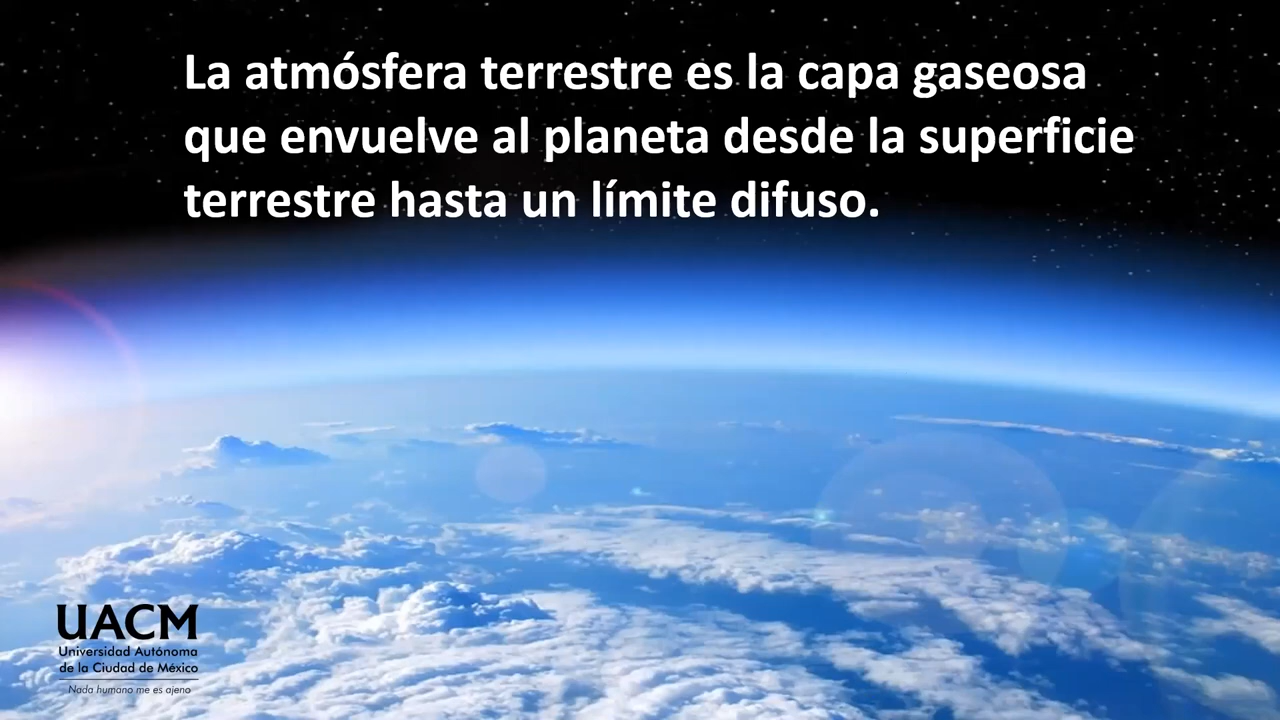 La atmósfera terrestre es la capa gaseosa
que envuelve al planeta desde la superficie
terrestre hasta un límite difuso.
UACM
Universidad Autónoma
de la Ciudad de México
Nada humano me es ajeno